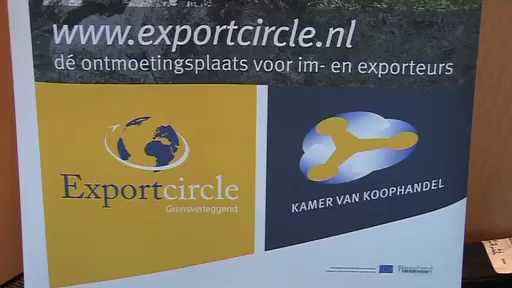 www.exportcircle.nl
dé ontmoetingsplaats voor im- en exporteurs
Exportcircle
Grensverleggend
KAMER VAN KOOPHANDEL